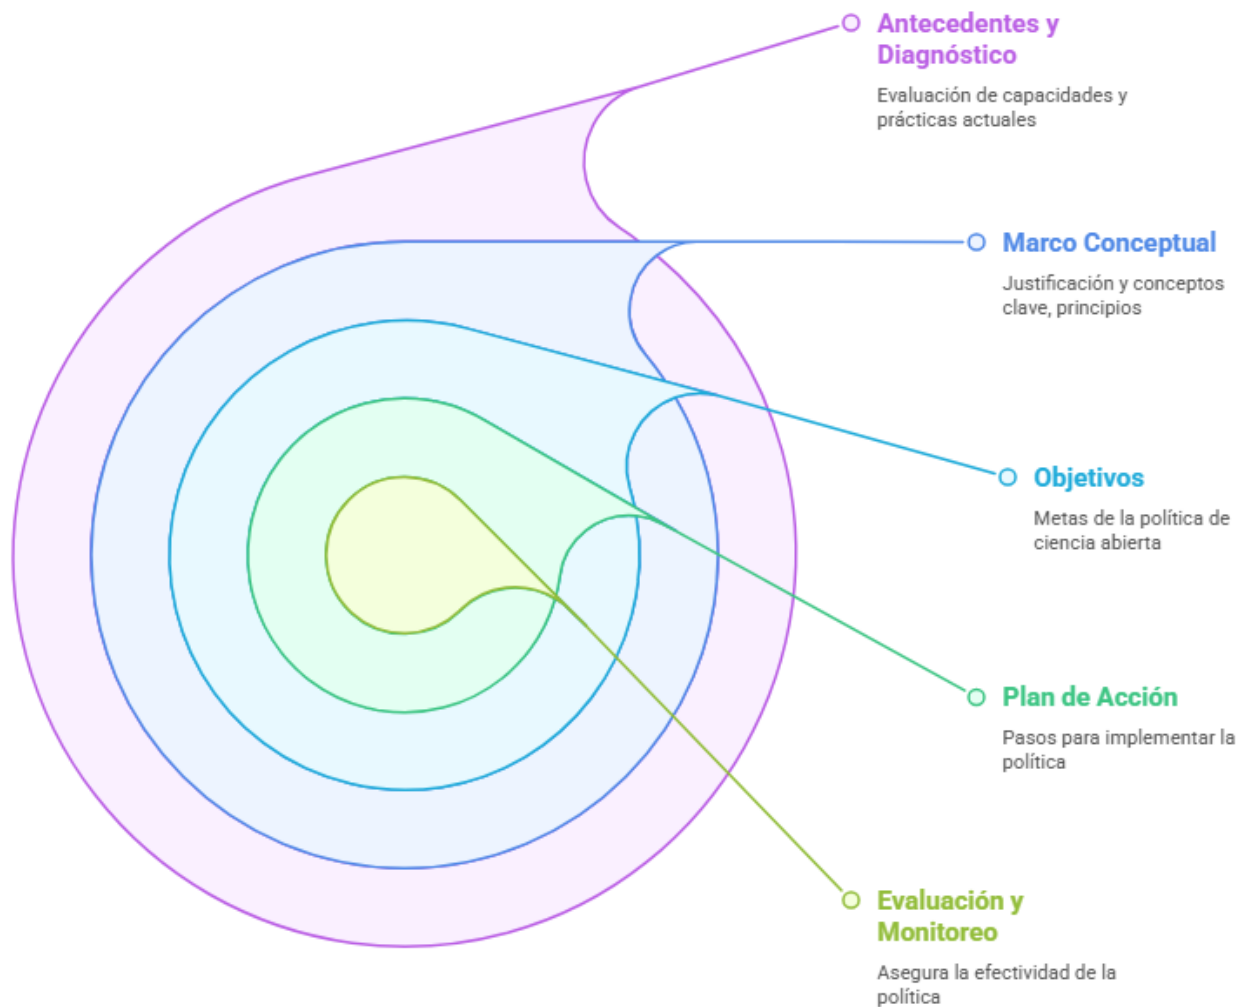 Antecedentes y
Diagnóstico
Evaluación de capacidades y
prácticas actuales
Marco Conceptual
Justificación y conceptos
clave, principios
Objetivos
Metas de la política de
ciencia abierta
Plan de Acción
Pasos para implementar la
política
Evaluación y
Monitoreo
Asegura la efectividad de la
política